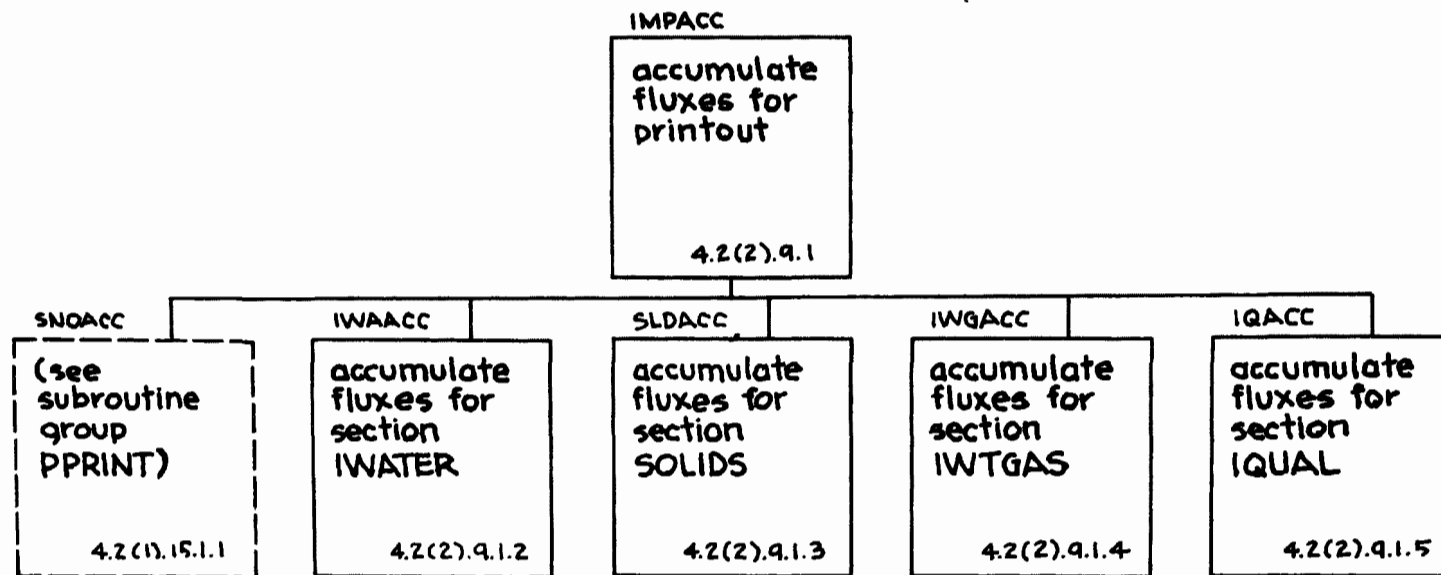 IMPACC
accumulate
fluxes for
printout
4.2(2).9.1
SNOACC
(see
subroutine
group
PPRINT)
4.2(1).15.1.1
IWAACC
accumulate
fluxes for
section
IWATER
4.2(2).9.1.2
SLDACC
accumulate
fluxes for
section
SOLIDS
4.2(2).9.1.3
IWGACC
accumulate
fluxes for
section
IWTGAS
4.2(2).9.1.4
IQACC
accumulate
fluxes for
section
IQUAL
4.2(2).9.1.5